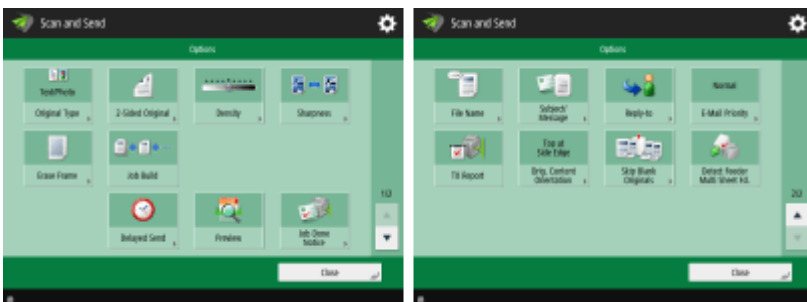 Scan and Send
Options
Text/Photo
Original Type
2-Sided Original
Density
Sharpness
Erase Frame
Job Build
Delayed Send
Preview
Job Done
Notice
1/2
Close
Scan and Send
Options
File Name
Subject/
Message
Reply-to
Normal
E-Mail Priority
TX Report
Top at
Side Edge
Orig. Content
Orientation
Skip Blank
Originals
Detect Feeder
Multi Sheet Fd.
2/2
Close